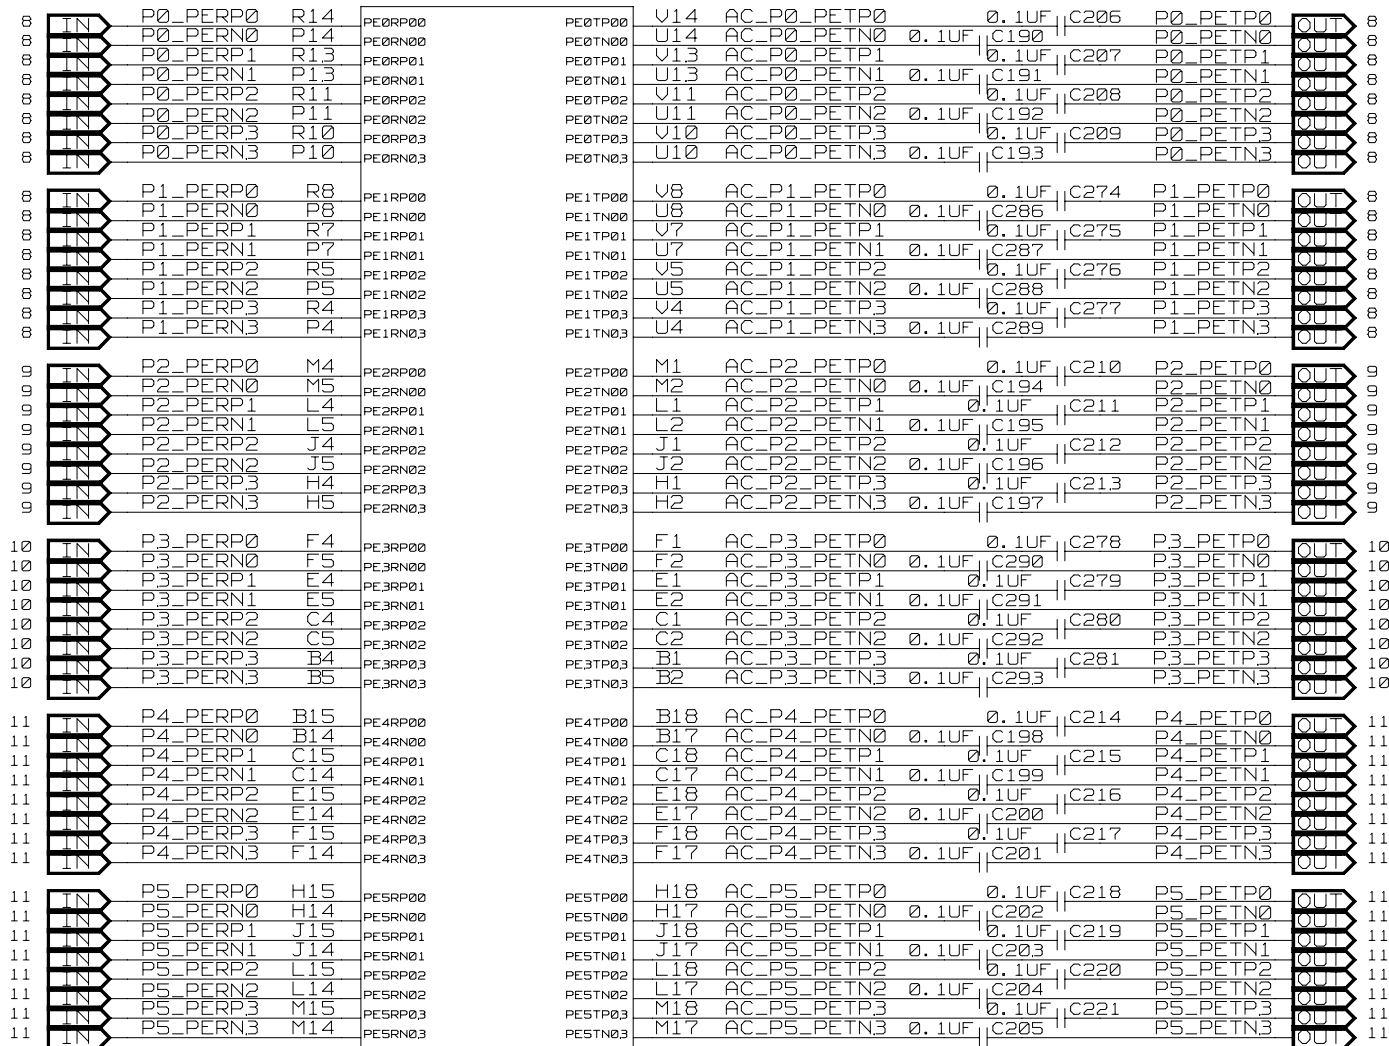 8 IN P0_PERP0 R14 PE0RP00 PE0TP00 V14 AC_P0_PETP0 0.1UF C206 P0_PETP0 OUT 8
8 IN P0_PERN0 P14 PE0RN00 PE0TN00 U14 AC_P0_PETN0 0.1UF C190 P0_PETN0 OUT 8
8 IN P0_PERP1 R13 PE0RP01 PE0TP01 V13 AC_P0_PETP1 0.1UF C207 P0_PETP1 OUT 8
8 IN P0_PERN1 P13 PE0RN01 PE0TN01 U13 AC_P0_PETN1 0.1UF C191 P0_PETN1 OUT 8
8 IN P0_PERP2 R11 PE0RP02 PE0TP02 V11 AC_P0_PETP2 0.1UF C208 P0_PETP2 OUT 8
8 IN P0_PERN2 P11 PE0RN02 PE0TN02 U11 AC_P0_PETN2 0.1UF C192 P0_PETN2 OUT 8
8 IN P0_PERP3 R10 PE0RP03 PE0TP03 V10 AC_P0_PETP3 0.1UF C209 P0_PETP3 OUT 8
8 IN P0_PERN3 P10 PE0RN03 PE0TN03 U10 AC_P0_PETN3 0.1UF C193 P0_PETN3 OUT 8
8 IN P1_PERP0 R8 PE1RP00 PE1TP00 V8 AC_P1_PETP0 0.1UF C274 P1_PETP0 OUT 8
8 IN P1_PERN0 P8 PE1RN00 PE1TN00 U8 AC_P1_PETN0 0.1UF C286 P1_PETN0 OUT 8
8 IN P1_PERP1 R7 PE1RP01 PE1TP01 V7 AC_P1_PETP1 0.1UF C275 P1_PETP1 OUT 8
8 IN P1_PERN1 P7 PE1RN01 PE1TN01 U7 AC_P1_PETN1 0.1UF C287 P1_PETN1 OUT 8
8 IN P1_PERP2 R5 PE1RP02 PE1TP02 V5 AC_P1_PETP2 0.1UF C276 P1_PETP2 OUT 8
8 IN P1_PERN2 P5 PE1RN02 PE1TN02 U5 AC_P1_PETN2 0.1UF C288 P1_PETN2 OUT 8
8 IN P1_PERP3 R4 PE1RP03 PE1TP03 V4 AC_P1_PETP3 0.1UF C277 P1_PETP3 OUT 8
8 IN P1_PERN3 P4 PE1RN03 PE1TN03 U4 AC_P1_PETN3 0.1UF C289 P1_PETN3 OUT 8
9 IN P2_PERP0 M4 PE2RP00 PE2TP00 M1 AC_P2_PETP0 0.1UF C210 P2_PETP0 OUT 9
9 IN P2_PERN0 M5 PE2RN00 PE2TN00 M2 AC_P2_PETN0 0.1UF C194 P2_PETN0 OUT 9
9 IN P2_PERP1 L4 PE2RP01 PE2TP01 L1 AC_P2_PETP1 0.1UF C211 P2_PETP1 OUT 9
9 IN P2_PERN1 L5 PE2RN01 PE2TN01 L2 AC_P2_PETN1 0.1UF C195 P2_PETN1 OUT 9
9 IN P2_PERP2 J4 PE2RP02 PE2TP02 J1 AC_P2_PETP2 0.1UF C212 P2_PETP2 OUT 9
9 IN P2_PERN2 J5 PE2RN02 PE2TN02 J2 AC_P2_PETN2 0.1UF C196 P2_PETN2 OUT 9
9 IN P2_PERP3 H4 PE2RP03 PE2TP03 H1 AC_P2_PETP3 0.1UF C213 P2_PETP3 OUT 9
9 IN P2_PERN3 H5 PE2RN03 PE2TN03 H2 AC_P2_PETN3 0.1UF C197 P2_PETN3 OUT 9
10 IN P3_PERP0 F4 PE3RP00 PE3TP00 F1 AC_P3_PETP0 0.1UF C278 P3_PETP0 OUT 10
10 IN P3_PERN0 F5 PE3RN00 PE3TN00 F2 AC_P3_PETN0 0.1UF C290 P3_PETN0 OUT 10
10 IN P3_PERP1 E4 PE3RP01 PE3TP01 E1 AC_P3_PETP1 0.1UF C279 P3_PETP1 OUT 10
10 IN P3_PERN1 E5 PE3RN01 PE3TN01 E2 AC_P3_PETN1 0.1UF C291 P3_PETN1 OUT 10
10 IN P3_PERP2 C4 PE3RP02 PE3TP02 C1 AC_P3_PETP2 0.1UF C280 P3_PETP2 OUT 10
10 IN P3_PERN2 C5 PE3RN02 PE3TN02 C2 AC_P3_PETN2 0.1UF C292 P3_PETN2 OUT 10
10 IN P3_PERP3 B4 PE3RP03 PE3TP03 B1 AC_P3_PETP3 0.1UF C281 P3_PETP3 OUT 10
10 IN P3_PERN3 B5 PE3RN03 PE3TN03 B2 AC_P3_PETN3 0.1UF C293 P3_PETN3 OUT 10
11 IN P4_PERP0 B15 PE4RP00 PE4TP00 B18 AC_P4_PETP0 0.1UF C214 P4_PETP0 OUT 11
11 IN P4_PERN0 B14 PE4RN00 PE4TN00 B17 AC_P4_PETN0 0.1UF C198 P4_PETN0 OUT 11
11 IN P4_PERP1 C15 PE4RP01 PE4TP01 C18 AC_P4_PETP1 0.1UF C215 P4_PETP1 OUT 11
11 IN P4_PERN1 C14 PE4RN01 PE4TN01 C17 AC_P4_PETN1 0.1UF C199 P4_PETN1 OUT 11
11 IN P4_PERP2 E15 PE4RP02 PE4TP02 E18 AC_P4_PETP2 0.1UF C216 P4_PETP2 OUT 11
11 IN P4_PERN2 E14 PE4RN02 PE4TN02 E17 AC_P4_PETN2 0.1UF C200 P4_PETN2 OUT 11
11 IN P4_PERP3 F15 PE4RP03 PE4TP03 F18 AC_P4_PETP3 0.1UF C217 P4_PETP3 OUT 11
11 IN P4_PERN3 F14 PE4RN03 PE4TN03 F17 AC_P4_PETN3 0.1UF C201 P4_PETN3 OUT 11
11 IN P5_PERP0 H15 PE5RP00 PE5TP00 H18 AC_P5_PETP0 0.1UF C218 P5_PETP0 OUT 11
11 IN P5_PERN0 H14 PE5RN00 PE5TN00 H17 AC_P5_PETN0 0.1UF C202 P5_PETN0 OUT 11
11 IN P5_PERP1 J15 PE5RP01 PE5TP01 J18 AC_P5_PETP1 0.1UF C219 P5_PETP1 OUT 11
11 IN P5_PERN1 J14 PE5RN01 PE5TN01 J17 AC_P5_PETN1 0.1UF C203 P5_PETN1 OUT 11
11 IN P5_PERP2 L15 PE5RP02 PE5TP02 L18 AC_P5_PETP2 0.1UF C220 P5_PETP2 OUT 11
11 IN P5_PERN2 L14 PE5RN02 PE5TN02 L17 AC_P5_PETN2 0.1UF C204 P5_PETN2 OUT 11
11 IN P5_PERP3 M15 PE5RP03 PE5TP03 M18 AC_P5_PETP3 0.1UF C221 P5_PETP3 OUT 11
11 IN P5_PERN3 M14 PE5RN03 PE5TN03 M17 AC_P5_PETN3 0.1UF C205 P5_PETN3 OUT 11